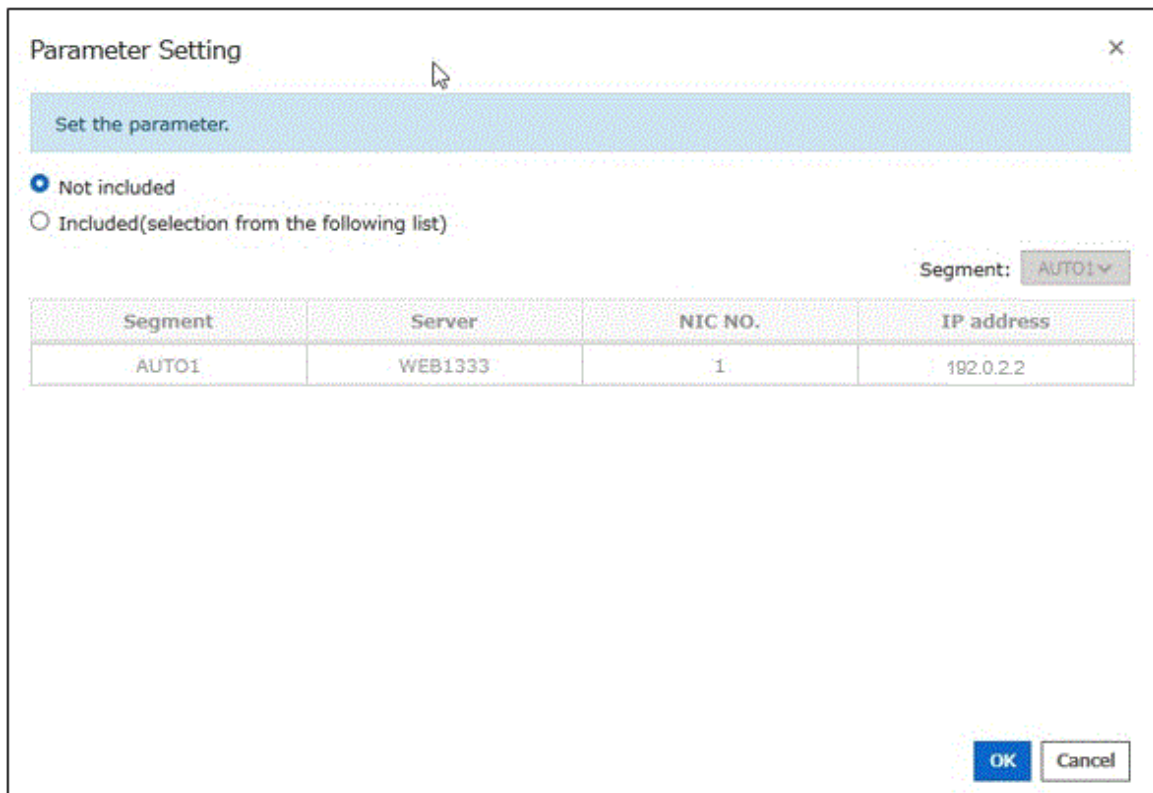 Parameter Setting
Set the parameter.
Not included
Included(selection from the following list)
Segment: AUTO1
Segment Server NIC NO. IP address
AUTO1 WEB1333 1 192.0.2.2
OK Cancel